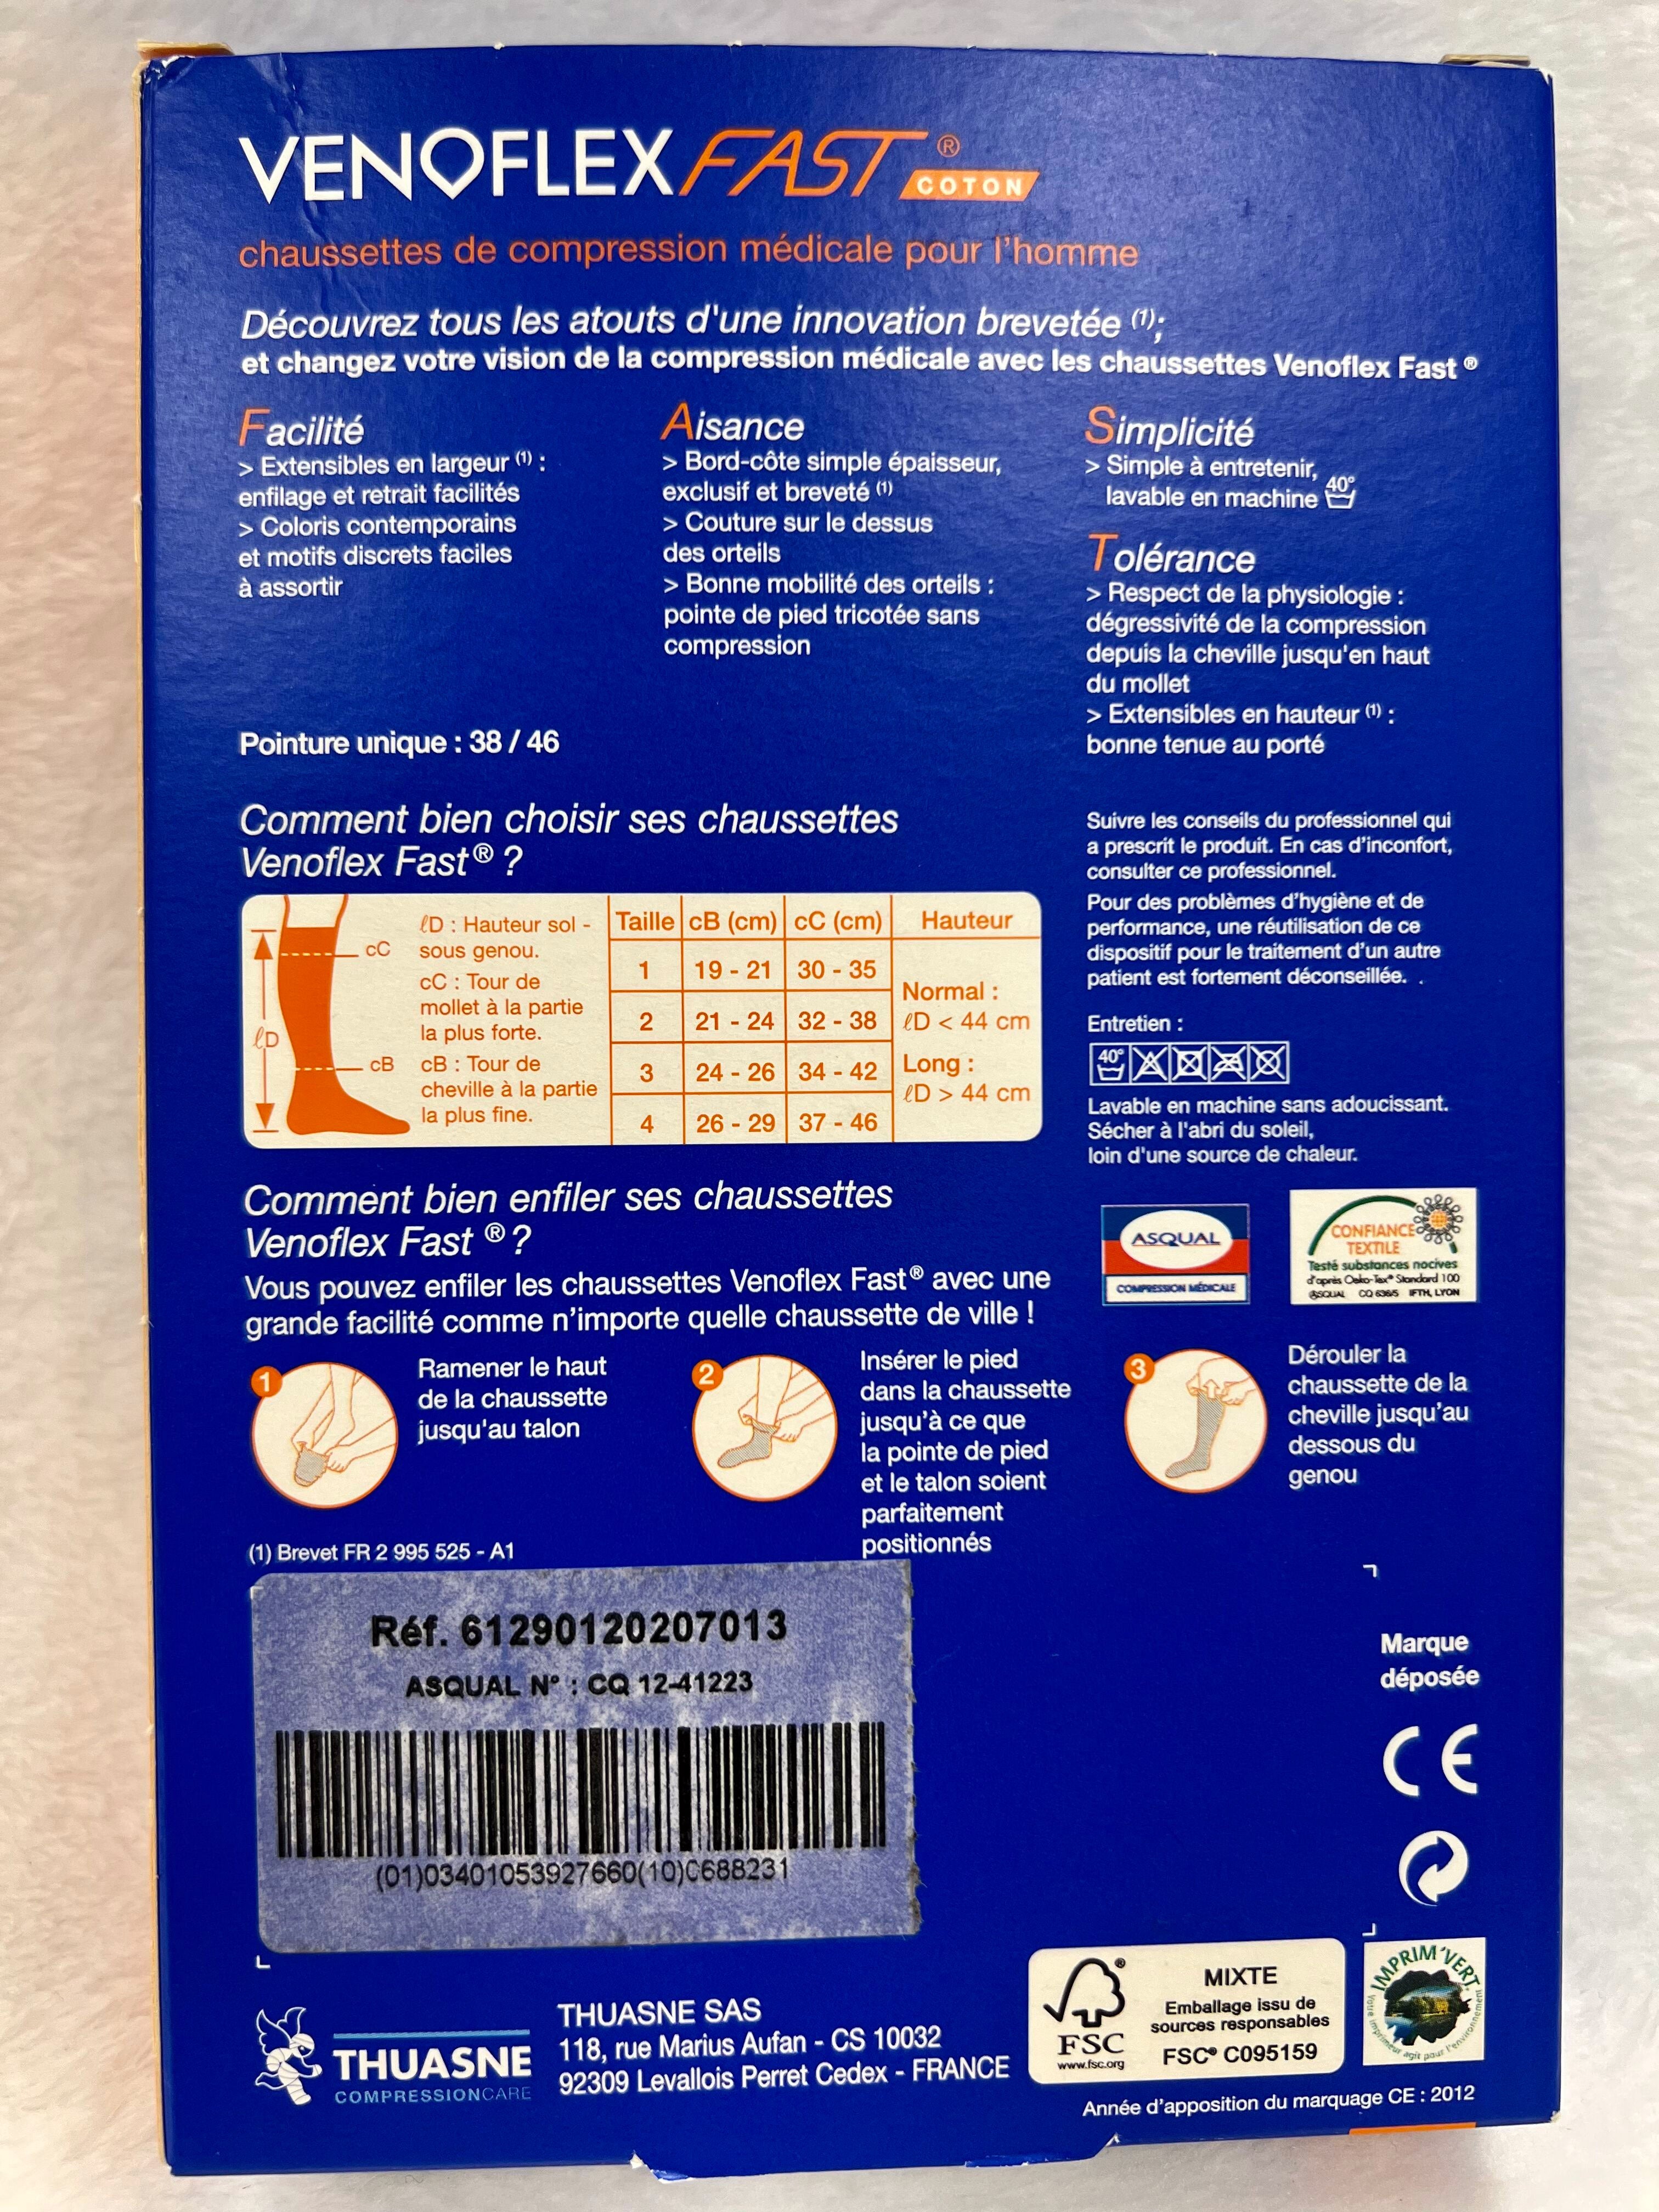 VENOFLEX FAST ®
COTON
chaussettes de compression médicale pour l'homme
Découvrez tous les atouts d'une innovation brevetée (1);
et changez votre vision de la compression médicale avec les chaussettes Venoflex Fast ®
Facilité
> Extensibles en largeur (1) :
enfilage et retrait facilités
> Coloris contemporains
et motifs discrets faciles
à assortir
Aisance
> Bord-côte simple épaisseur,
exclusif et breveté (1)
> Couture sur le dessus
des orteils
> Bonne mobilité des orteils :
pointe de pied tricotée sans
compression
Simplicité
> Simple à entretenir,
lavable en machine 40°
Tolérance
> Respect de la physiologie :
dégressivité de la compression
depuis la cheville jusqu'en haut
du mollet
> Extensibles en hauteur (1) :
bonne tenue au porté
Pointure unique : 38 / 46
Comment bien choisir ses chaussettes
Venoflex Fast® ?
cC
ℓD
cB
ℓD : Hauteur sol -
sous genou.
cC : Tour de
mollet à la partie
la plus forte.
cB : Tour de
cheville à la partie
la plus fine.
Taille cB (cm) cC (cm) Hauteur
1 19 - 21 30 - 35
2 21 - 24 32 - 38
3 24 - 26 34 - 42
4 26 - 29 37 - 46
Normal :
ℓD < 44 cm
Long :
ℓD > 44 cm
Suivre les conseils du professionnel qui
a prescrit le produit. En cas d'inconfort,
consulter ce professionnel.
Pour des problèmes d'hygiène et de
performance, une réutilisation de ce
dispositif pour le traitement d'un autre
patient est fortement déconseillée. .
Entretien :
40°
Lavable en machine sans adoucissant.
Sécher à l'abri du soleil,
loin d'une source de chaleur.
ASQUAL
COMPRESSION MÉDICALE
CONFIANCE
TEXTILE
Testé substances nocives
d'après Oeko-Tex® Standard 100
ASQUAL CQ 636/5 IFTH, LYON
Comment bien enfiler ses chaussettes
Venoflex Fast ® ?
Vous pouvez enfiler les chaussettes Venoflex Fast® avec une
grande facilité comme n'importe quelle chaussette de ville !
1
Ramener le haut
de la chaussette
jusqu'au talon
2
Insérer le pied
dans la chaussette
jusqu'à ce que
la pointe de pied
et le talon soient
parfaitement
positionnés
3
Dérouler la
chaussette de la
cheville jusqu'au
dessous du
genou
(1) Brevet FR 2 995 525 - A1
Réf. 61290120207013
ASQUAL N° : CQ 12-41223
(01)03401053927660(10)C688231
Marque
déposée
CE
THUASNE
COMPRESSIONCARE
THUASNE SAS
118, rue Marius Aufan - CS 10032
92309 Levallois Perret Cedex - FRANCE
®
FSC
www.fsc.org
MIXTE
Emballage issu de
sources responsables
FSC® C095159
IMPRIM'VERT
Votre imprimeur agit pour l'environnement
Année d'apposition du marquage CE : 2012